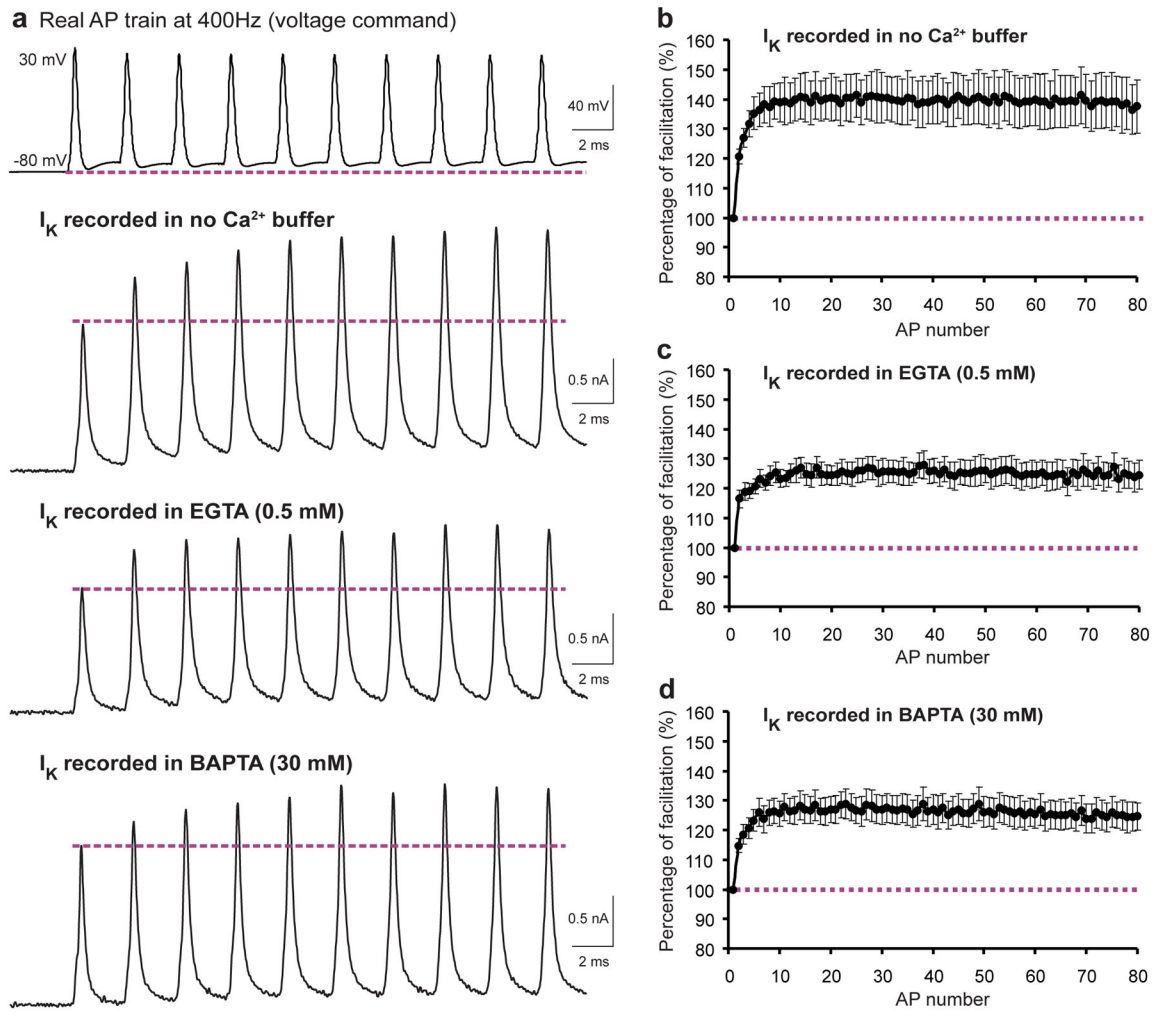 a Real AP train at 400Hz (voltage command)
30 mV
-80 mV
40 mV
2 ms
I_K recorded in no Ca²⁺ buffer
0.5 nA
2 ms
I_K recorded in EGTA (0.5 mM)
0.5 nA
2 ms
I_K recorded in BAPTA (30 mM)
0.5 nA
2 ms
b
I_K recorded in no Ca²⁺ buffer
Percentage of facilitation (%)
160
150
140
130
120
110
100
90
80
0 10 20 30 40 50 60 70 80
AP number
c
I_K recorded in EGTA (0.5 mM)
Percentage of facilitation (%)
160
150
140
130
120
110
100
90
80
0 10 20 30 40 50 60 70 80
AP number
d
I_K recorded in BAPTA (30 mM)
Percentage of facilitation (%)
160
150
140
130
120
110
100
90
80
0 10 20 30 40 50 60 70 80
AP number